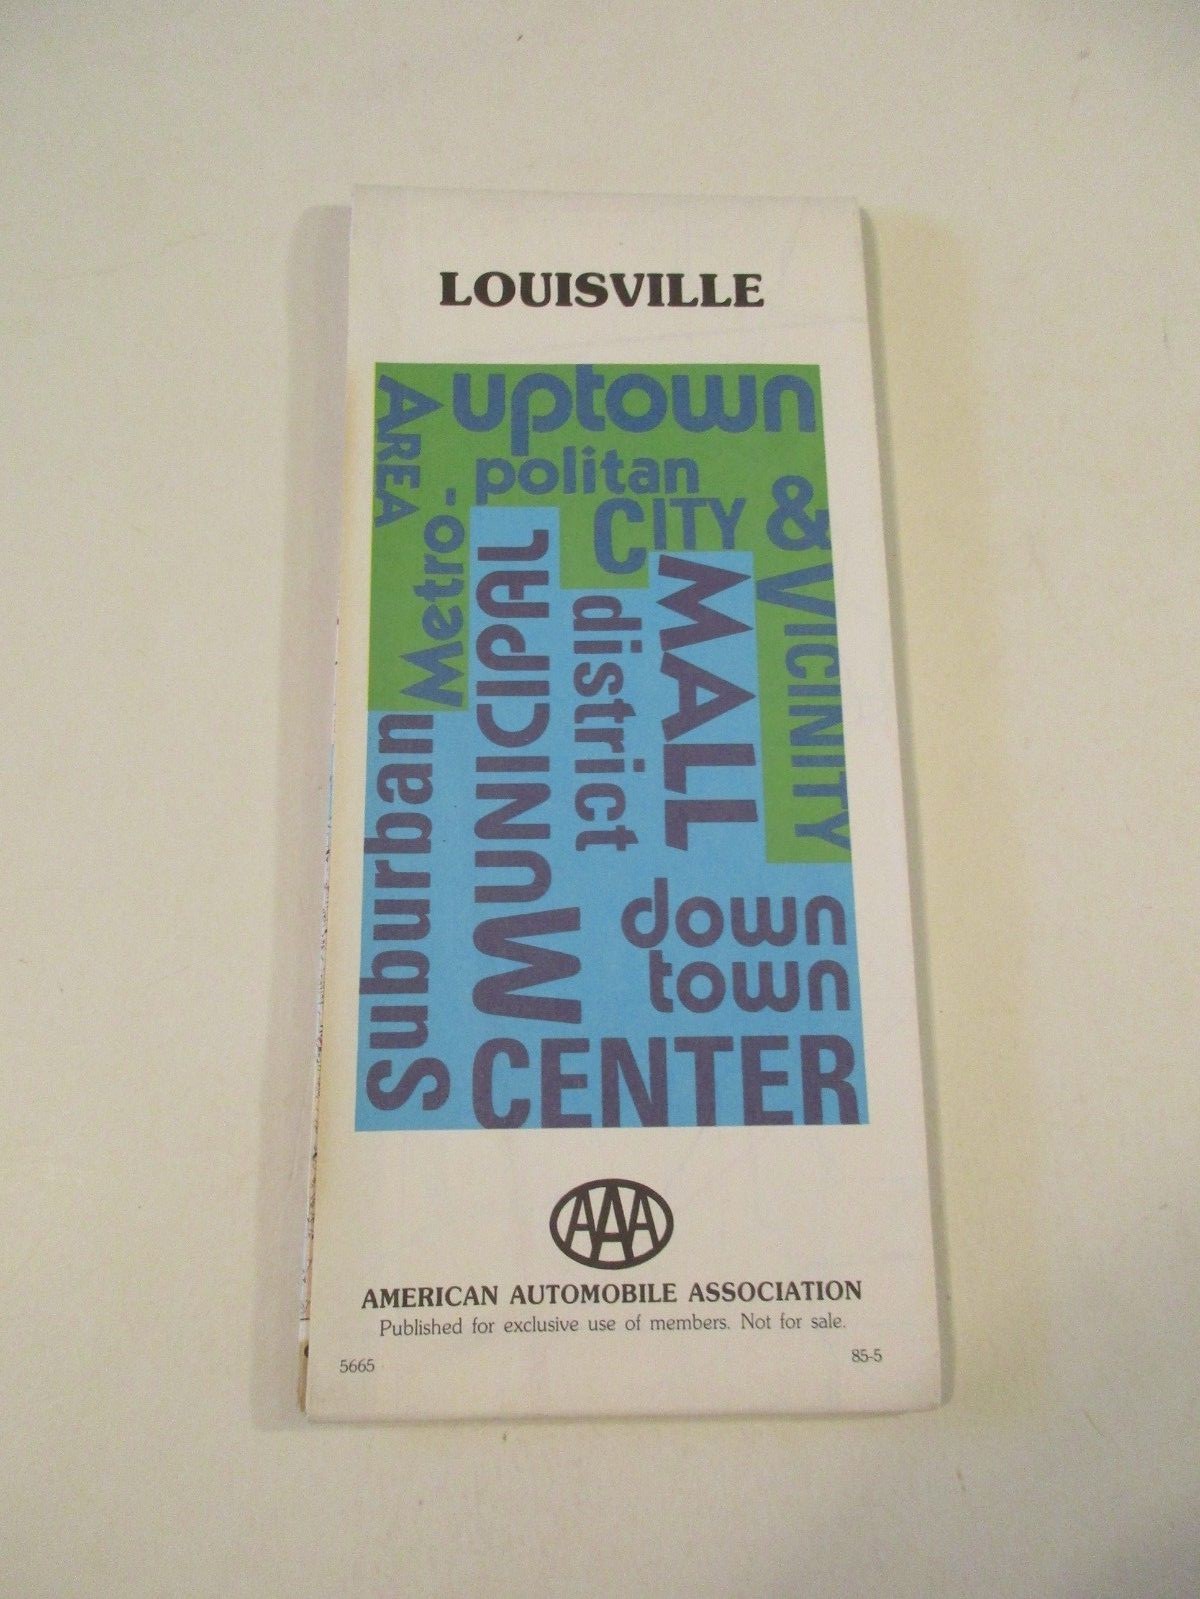 LOUISVILLE
AREA
uptown
Metro-
politan
CITY
& VICINITY
MUNICIPAL
district
MALL
Suburban
down
town
CENTER
AAA
AMERICAN AUTOMOBILE ASSOCIATION
Published for exclusive use of members. Not for sale.
5665
85-5